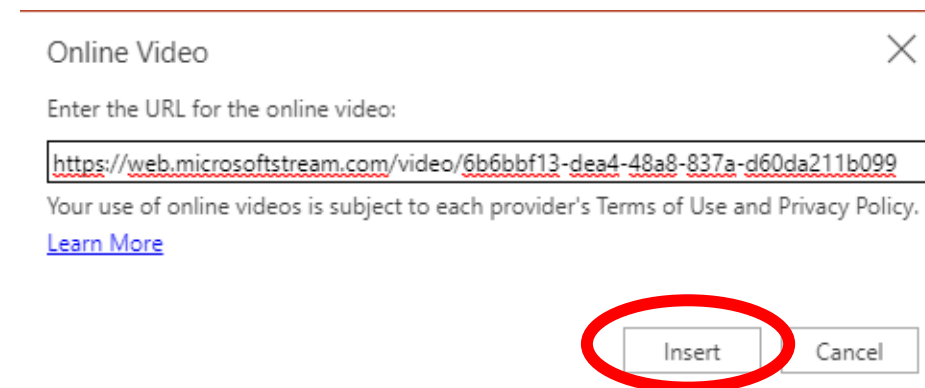 Online Video
Enter the URL for the online video:
https://web.microsoftstream.com/video/6b6bbf13-dea4-48a8-837a-d60da211b099
Your use of online videos is subject to each provider's Terms of Use and Privacy Policy.
Learn More
Insert Cancel